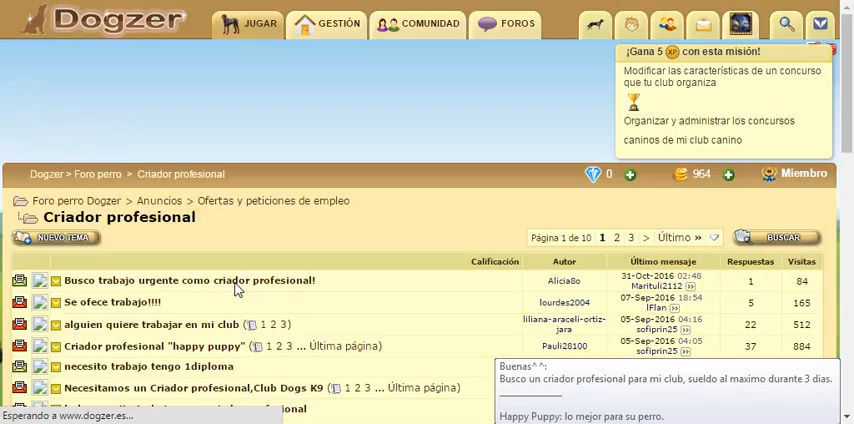 Dogzer
JUGAR
GESTIÓN
COMUNIDAD
FOROS
¡Gana 5 XP con esta misión!
Modificar las características de un concurso
que tu club organiza
Organizar y administrar los concursos
caninos de mi club canino
Dogzer > Foro perro > Criador profesional
0
964
Miembro
Foro perro Dogzer > Anuncios > Ofertas y peticiones de empleo
Criador profesional
NUEVO TEMA
Página 1 de 10 1 2 3 > Último »
BUSCAR
Calificación Autor Último mensaje Respuestas Visitas
Busco trabajo urgente como criador profesional! Alicia8o 31-Oct-2016 02:48 Marituli2112 1 84
Se ofece trabajo!!!! lourdes2004 07-Sep-2016 18:54 IFlan 5 165
alguien quiere trabajar en mi club ( 1 2 3) liliana-araceli-ortiz-jara 05-Sep-2016 04:16 sofiprin25 22 512
Criador profesional "happy puppy" ( 1 2 3 ... Última página) Pauli28100 05-Sep-2016 04:05 sofiprin25 37 884
necesito trabajo tengo 1diploma
Necesitamos un Criador profesional,Club Dogs K9 ( 1 2 3 ... Última página)
Buenas^^:
Busco un criador profesional para mi club, sueldo al maximo durante 3 dias.
Happy Puppy: lo mejor para su perro.
Esperando a www.dogzer.es...